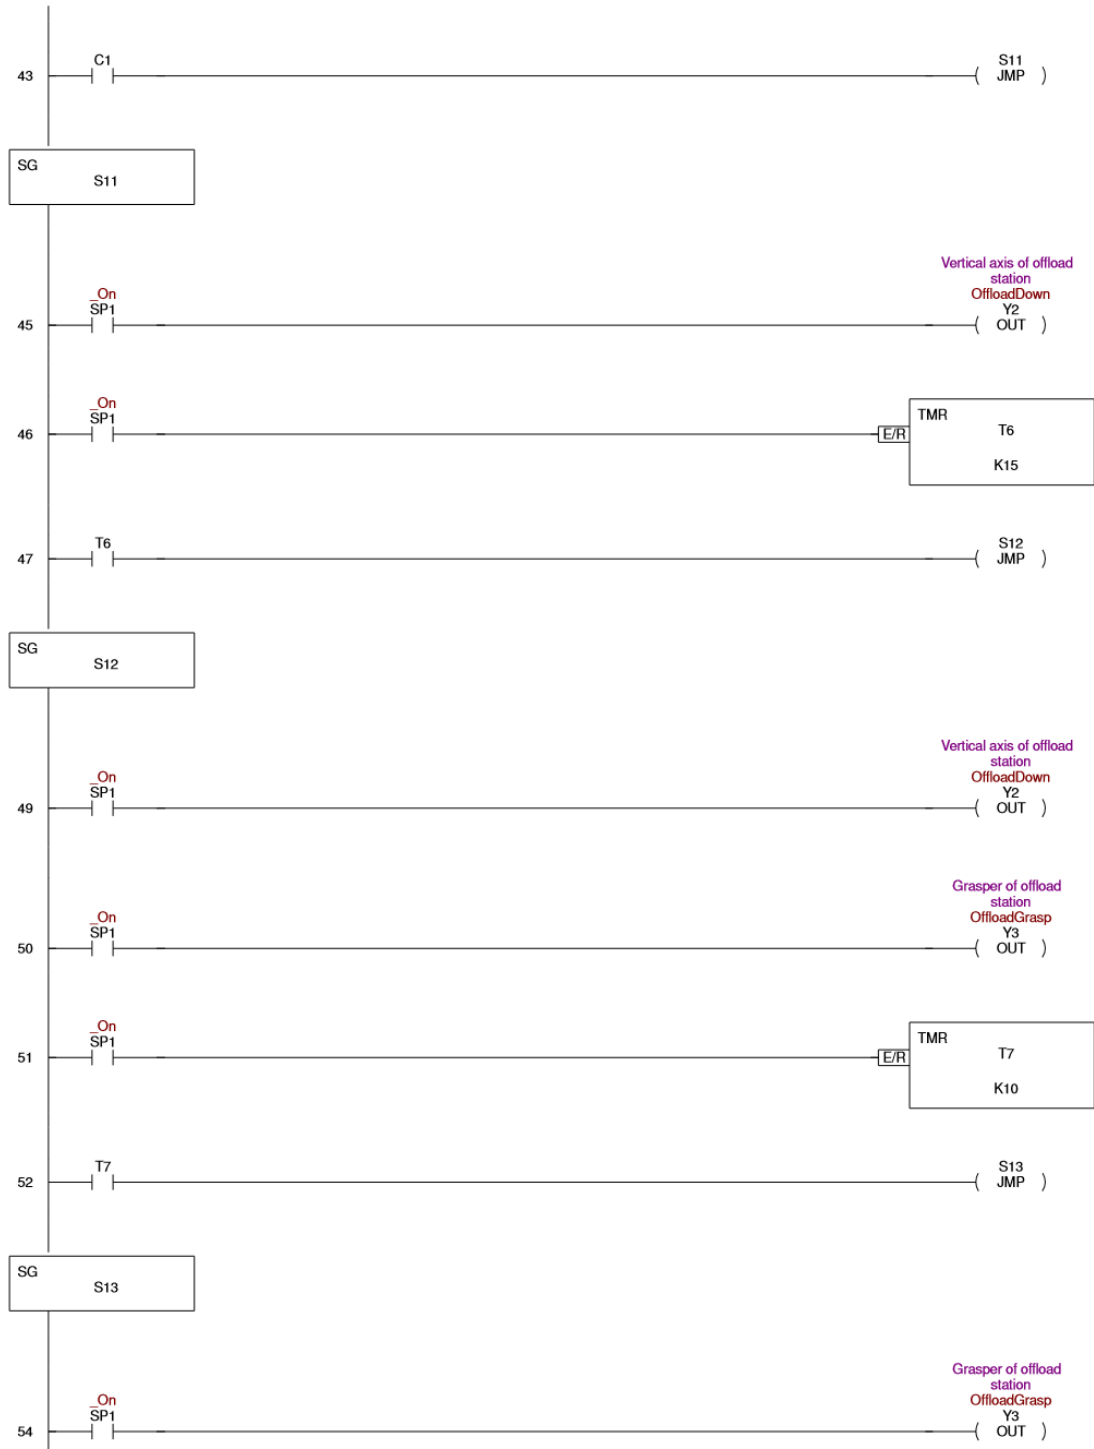 C1
S11
43
JMP
SG
S11
Vertical axis of offload
station
_On
OffloadDown
SP1
Y2
45
OUT
_On
SP1
TMR
46
E/R
T6
K15
T6
S12
47
JMP
SG
S12
Vertical axis of offload
station
_On
OffloadDown
SP1
Y2
49
OUT
Grasper of offload
station
_On
OffloadGrasp
SP1
Y3
50
OUT
_On
SP1
TMR
51
E/R
T7
K10
T7
S13
52
JMP
SG
S13
Grasper of offload
station
_On
OffloadGrasp
SP1
Y3
54
OUT